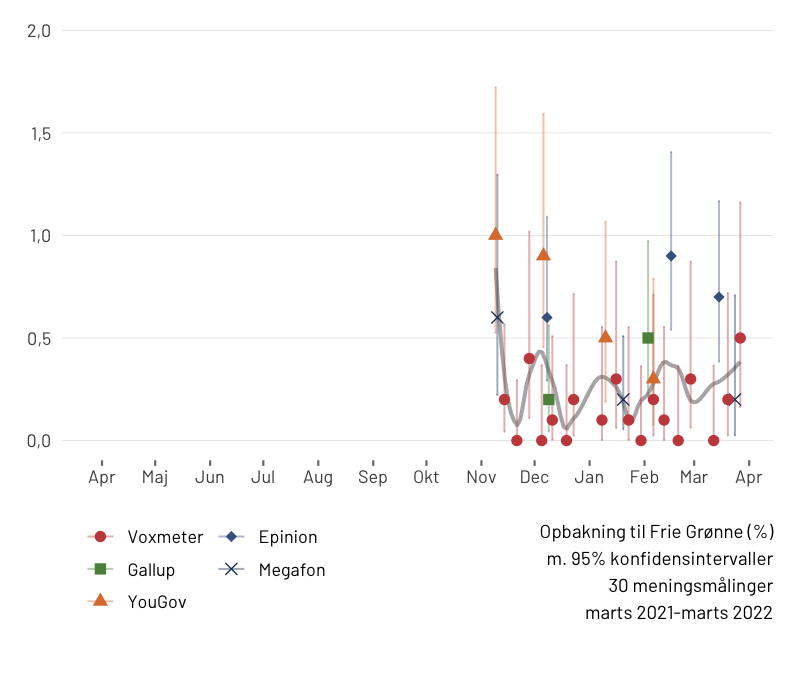 2,0
1,5
1,0
0,5
0,0
Apr Maj Jun Jul Aug Sep Okt Nov Dec Jan Feb Mar Apr
Voxmeter Epinion
Gallup Megafon
YouGov
Opbakning til Frie Grønne (%)
m. 95% konfidensintervaller
30 meningsmålinger
marts 2021-marts 2022